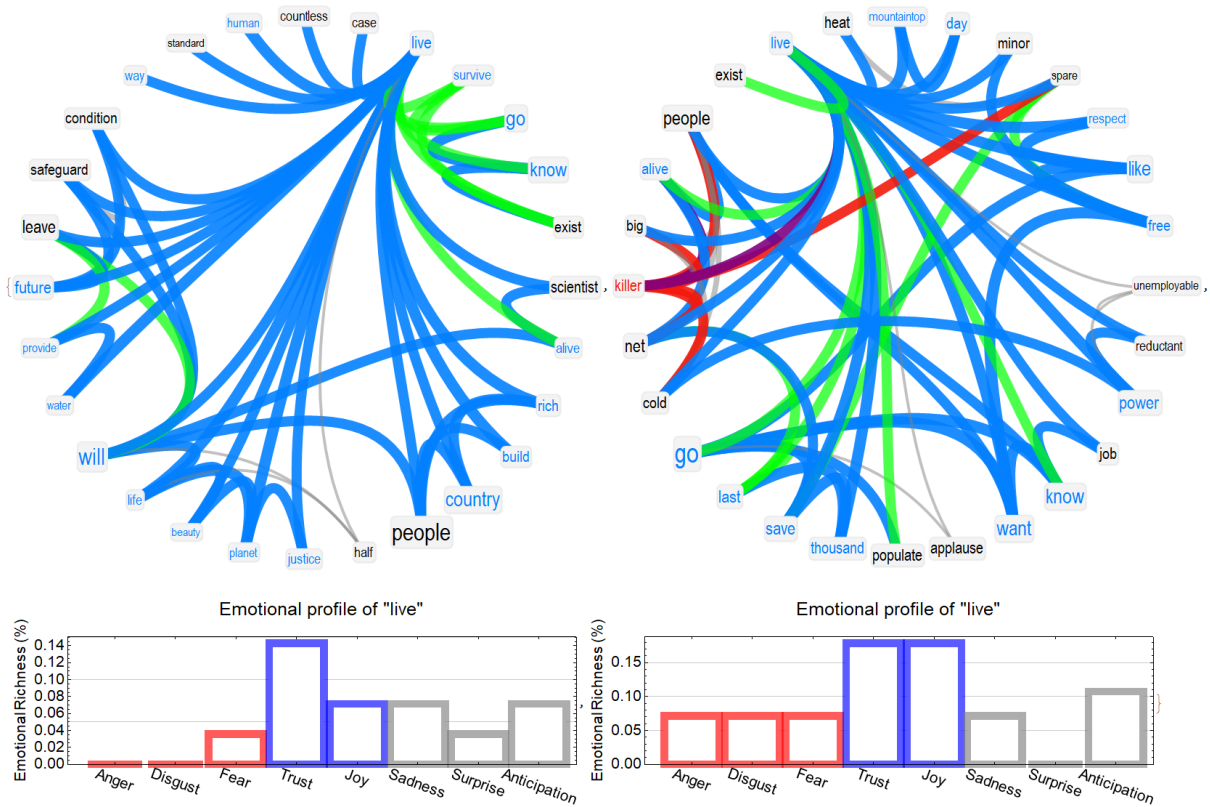 countless
case
human
standard
live
way
survive
condition
go
safeguard
know
leave
exist
{
future
scientist
,
provide
alive
water
rich
will
build
life
country
beauty
people
planet
half
justice
mountaintop
heat
day
live
minor
exist
spare
people
respect
alive
like
big
free
killer
unemployable
,
net
reductant
cold
power
go
job
last
know
save
want
thousand
applause
populate
Emotional profile of "live"
Emotional Richness (%)
0.14
0.12
0.10
0.08
0.06
0.04
0.02
0.00
Anger Disgust Fear Trust Joy Sadness Surprise Anticipation
,
Emotional profile of "live"
Emotional Richness (%)
0.15
0.10
0.05
0.00
Anger Disgust Fear Trust Joy Sadness Surprise Anticipation
}